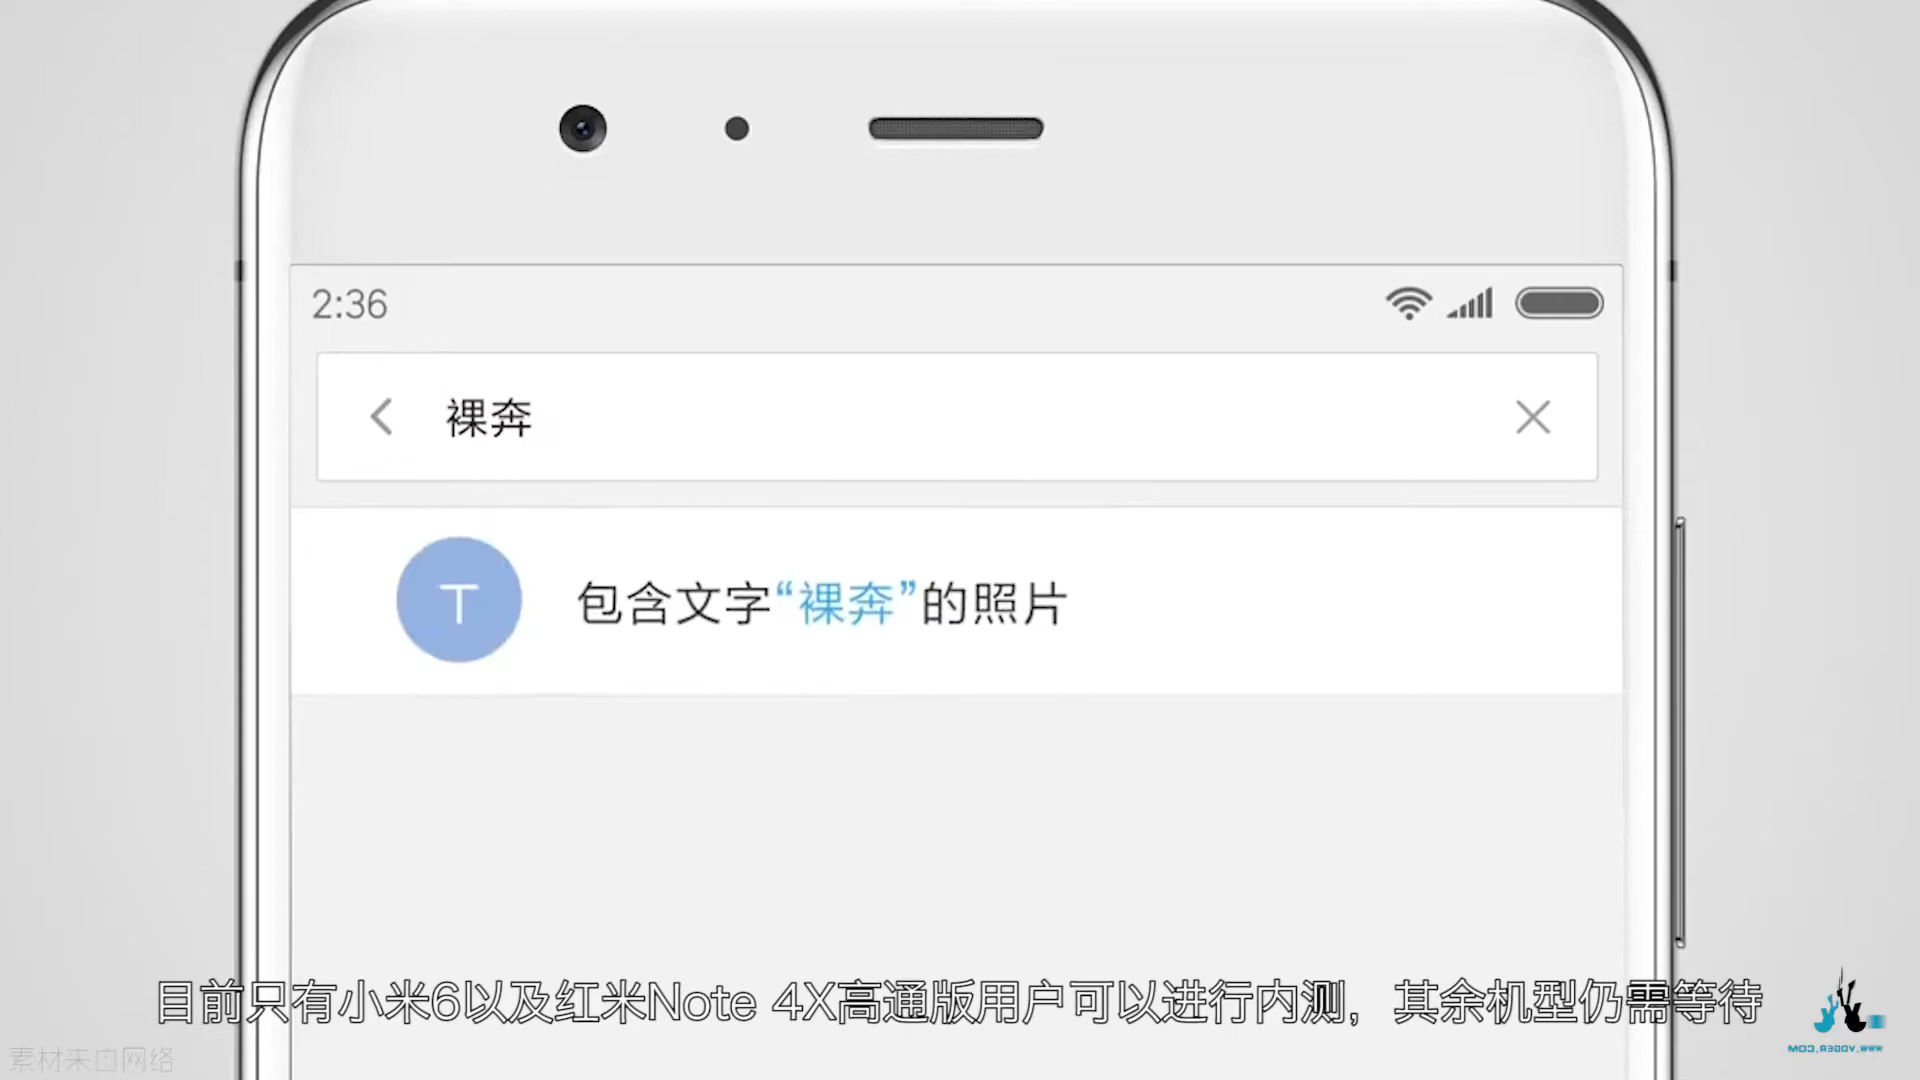 2:36
裸奔
T
包含文字“裸奔”的照片
目前只有小米6以及红米Note 4X高通版用户可以进行内测，其余机型仍需等待
素材来自网络